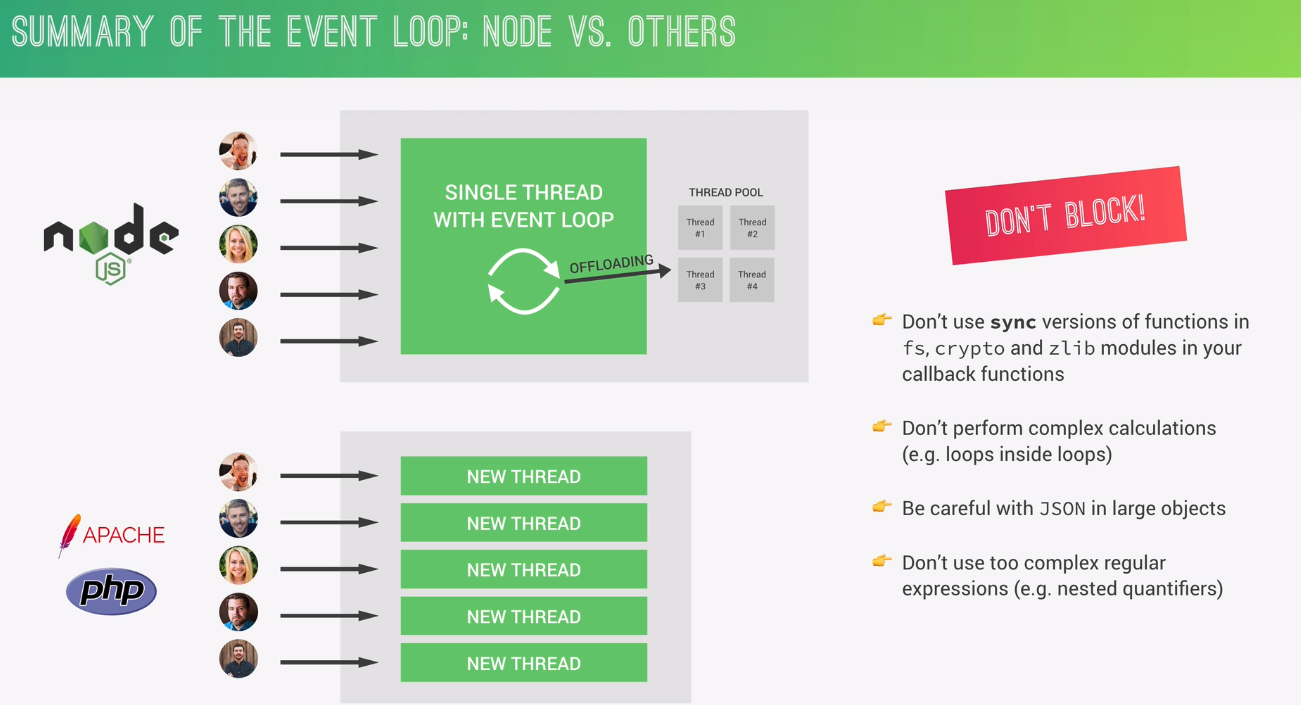 SUMMARY OF THE EVENT LOOP: NODE VS. OTHERS
node
JS
SINGLE THREAD
WITH EVENT LOOP
OFFLOADING
THREAD POOL
Thread
#1
Thread
#2
Thread
#3
Thread
#4
APACHE
php
NEW THREAD
NEW THREAD
NEW THREAD
NEW THREAD
NEW THREAD
DON'T BLOCK!
Don’t use sync versions of functions in
fs, crypto and zlib modules in your
callback functions
Don’t perform complex calculations
(e.g. loops inside loops)
Be careful with JSON in large objects
Don’t use too complex regular
expressions (e.g. nested quantifiers)